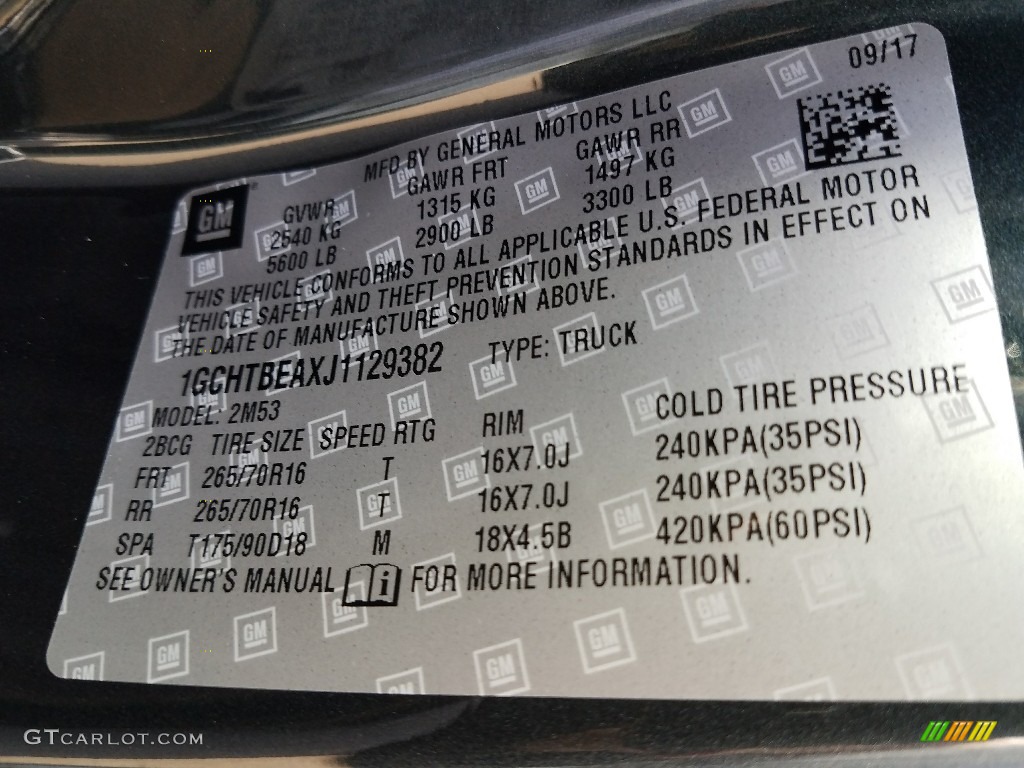 09/17
MFD BY GENERAL MOTORS LLC
GM
GVWR GAWR FRT GAWR RR
2540 KG 1315 KG 1497 KG
5600 LB 2900 LB 3300 LB
THIS VEHICLE CONFORMS TO ALL APPLICABLE U.S. FEDERAL MOTOR
VEHICLE SAFETY AND THEFT PREVENTION STANDARDS IN EFFECT ON
THE DATE OF MANUFACTURE SHOWN ABOVE.
1GCHTBEAXJ1129382 TYPE: TRUCK
MODEL: 2M53
2BCG TIRE SIZE SPEED RTG RIM COLD TIRE PRESSURE
FRT 265/70R16 T 16X7.0J 240KPA(35PSI)
RR 265/70R16 T 16X7.0J 240KPA(35PSI)
SPA T175/90D18 M 18X4.5B 420KPA(60PSI)
SEE OWNER'S MANUAL i FOR MORE INFORMATION.
GTCARLOT.COM